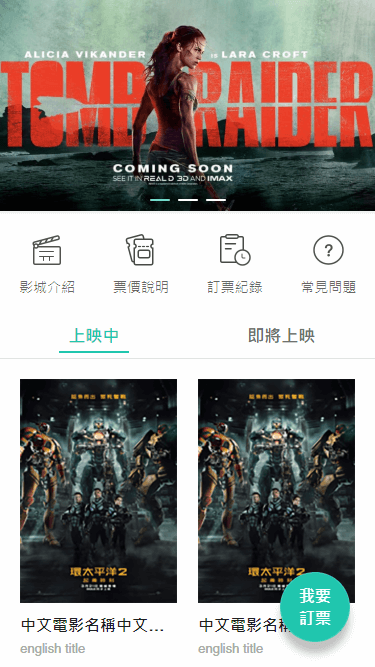 ALICIA VIKANDER IS LARA CROFT
TOMB RAIDER
COMING SOON
SEE IT IN REAL D 3D AND IMAX
影城介紹
票價說明
訂票紀錄
常見問題
上映中
即將上映
環太平洋2
環太平洋2
中文電影名稱中文...
中文電影名稱
english title
english title
我要
訂票